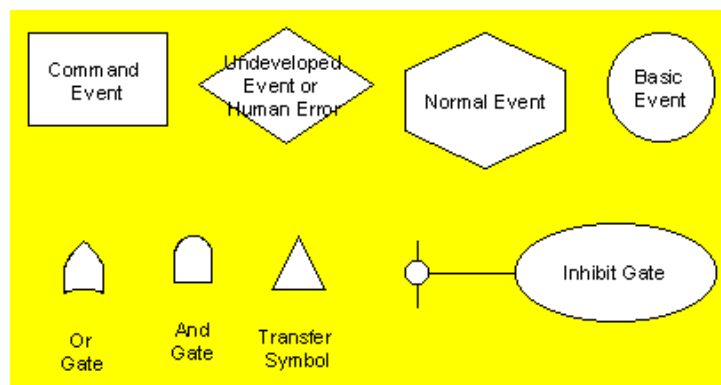 Command
Event
Undeveloped
Event or
Human Error
Normal Event
Basic
Event
Or
Gate
And
Gate
Transfer
Symbol
Inhibit Gate